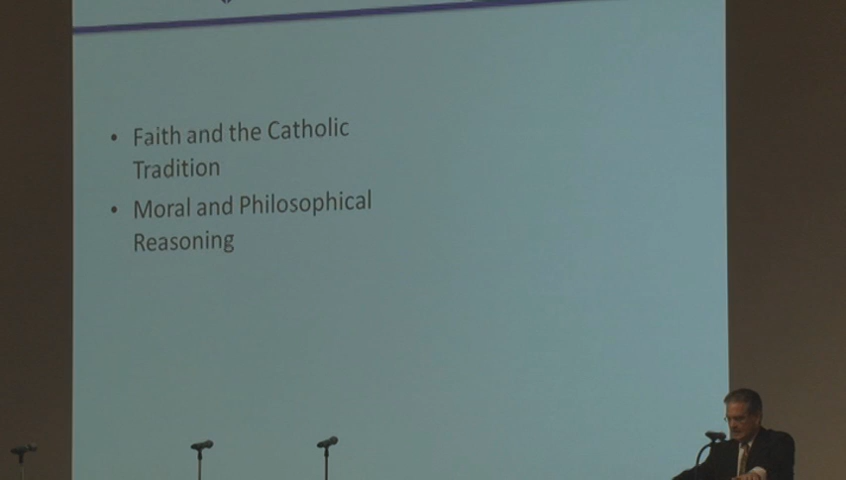 • Faith and the Catholic
Tradition
• Moral and Philosophical
Reasoning